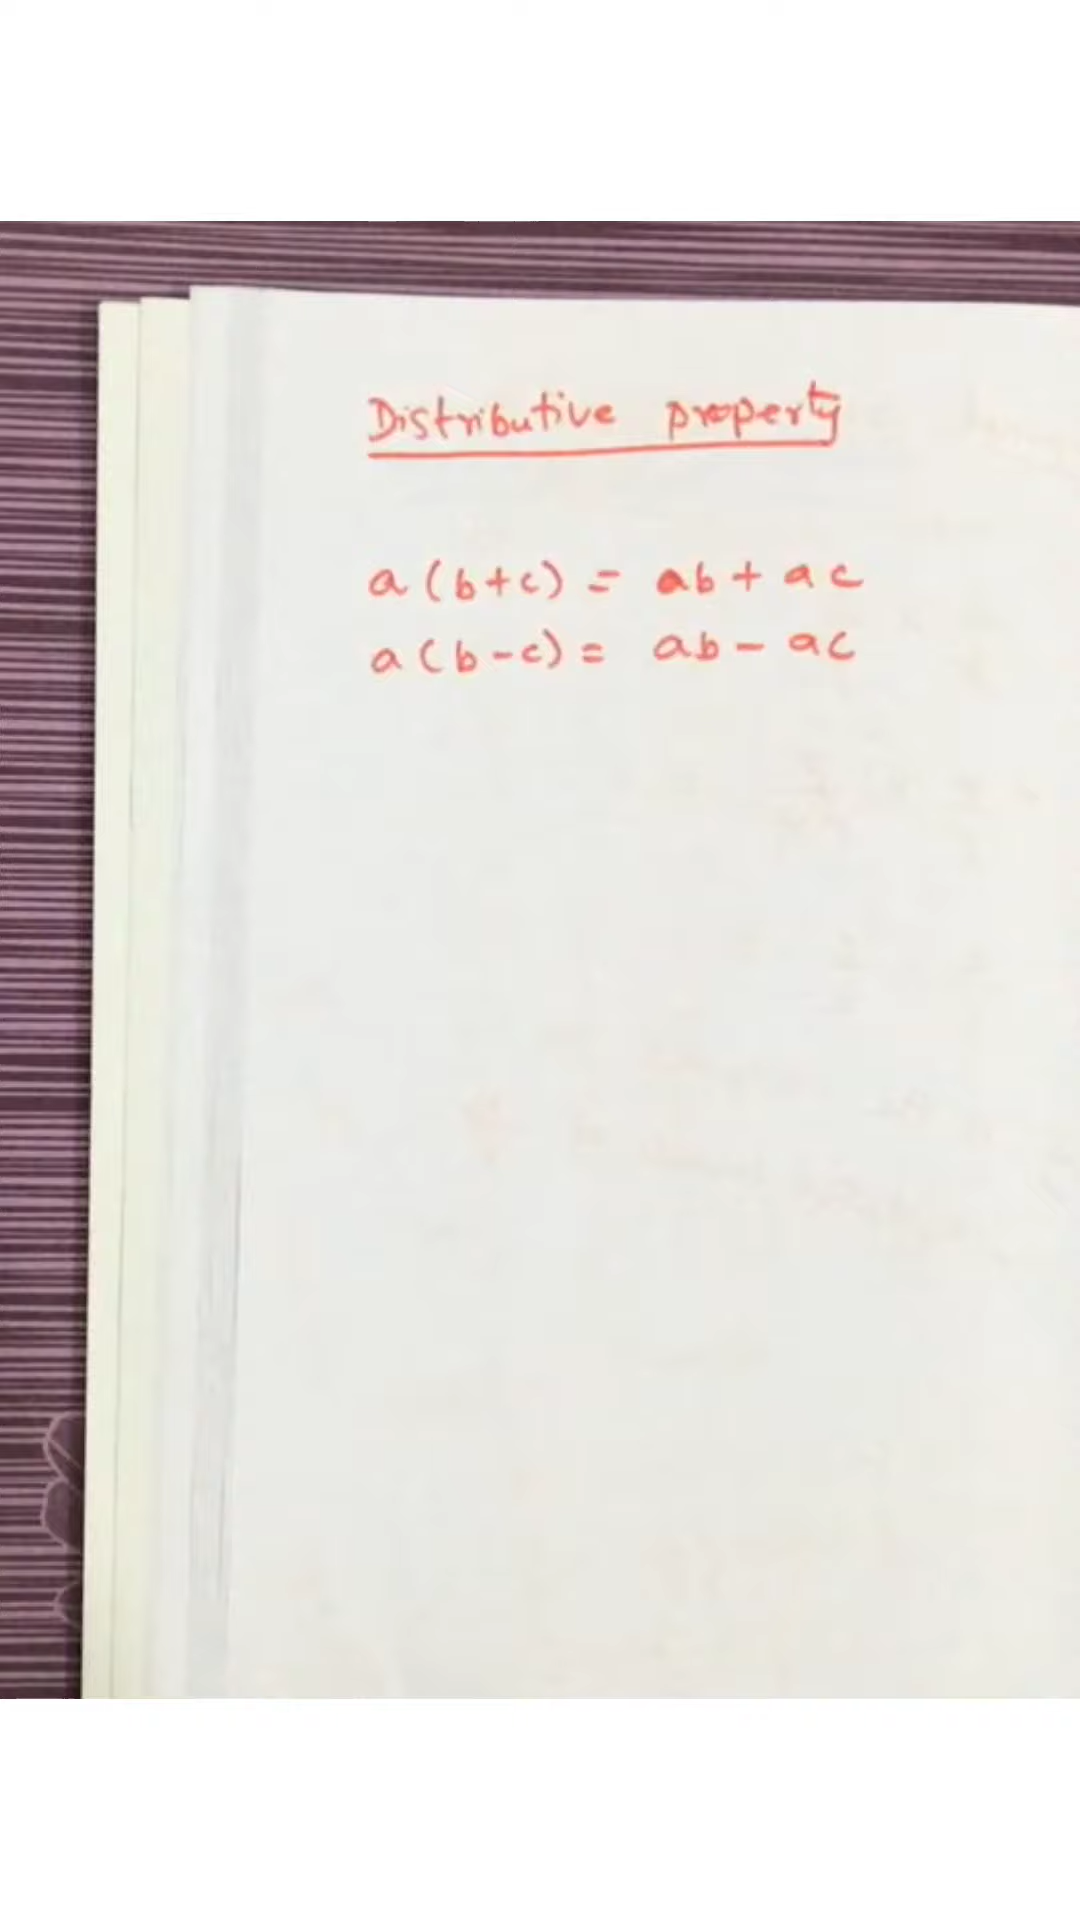 Distributive property
a (b+c) = ab + ac
a (b-c) = ab - ac